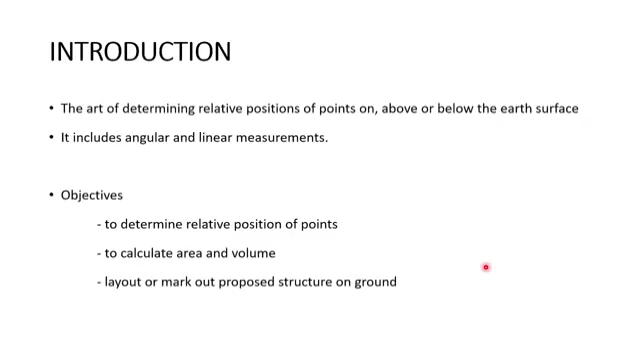 INTRODUCTION
• The art of determining relative positions of points on, above or below the earth surface
• It includes angular and linear measurements.
• Objectives
- to determine relative position of points
- to calculate area and volume
- layout or mark out proposed structure on ground